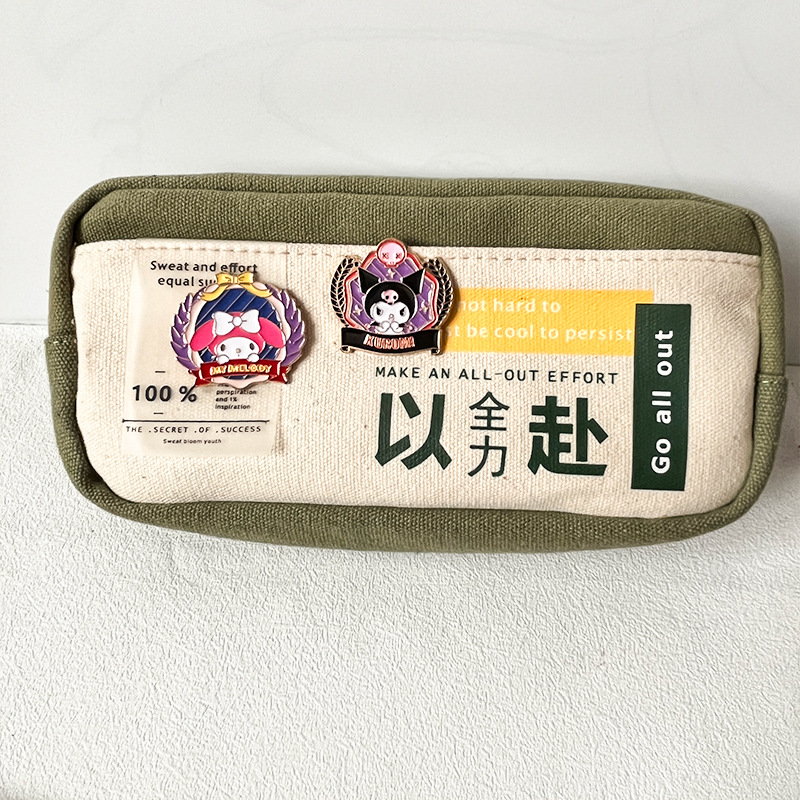 Sweat and effort
equal
MY MELODY
100 %
perspiration
and 1%
inspiration
THE .SECRET .OF .SUCCESS
Sweat bloom youth
KUROMI
not hard to
be cool to persist
MAKE AN ALL-OUT EFFORT
以全力赴
Go all out